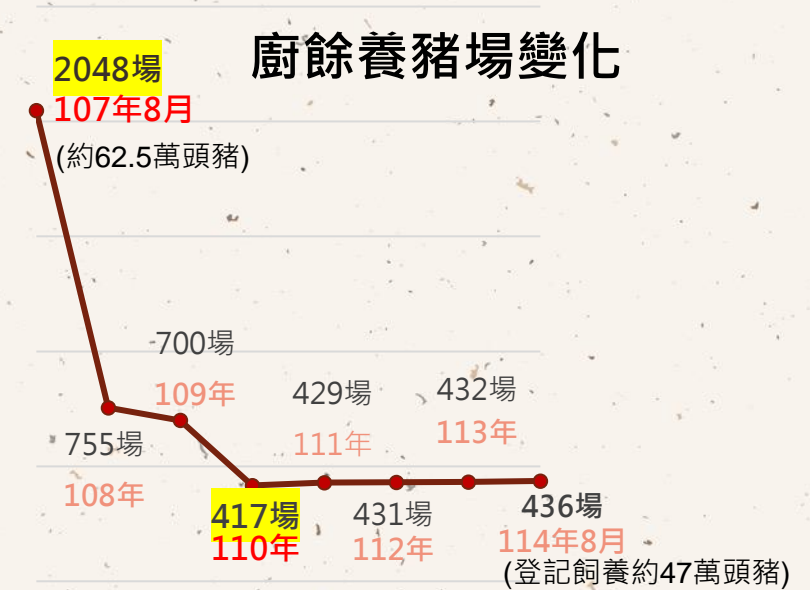 廚餘養豬場變化
2048場
107年8月
(約62.5萬頭豬)
755場
108年
700場
109年
417場
110年
429場
111年
431場
112年
432場
113年
436場
114年8月
(登記飼養約47萬頭豬)